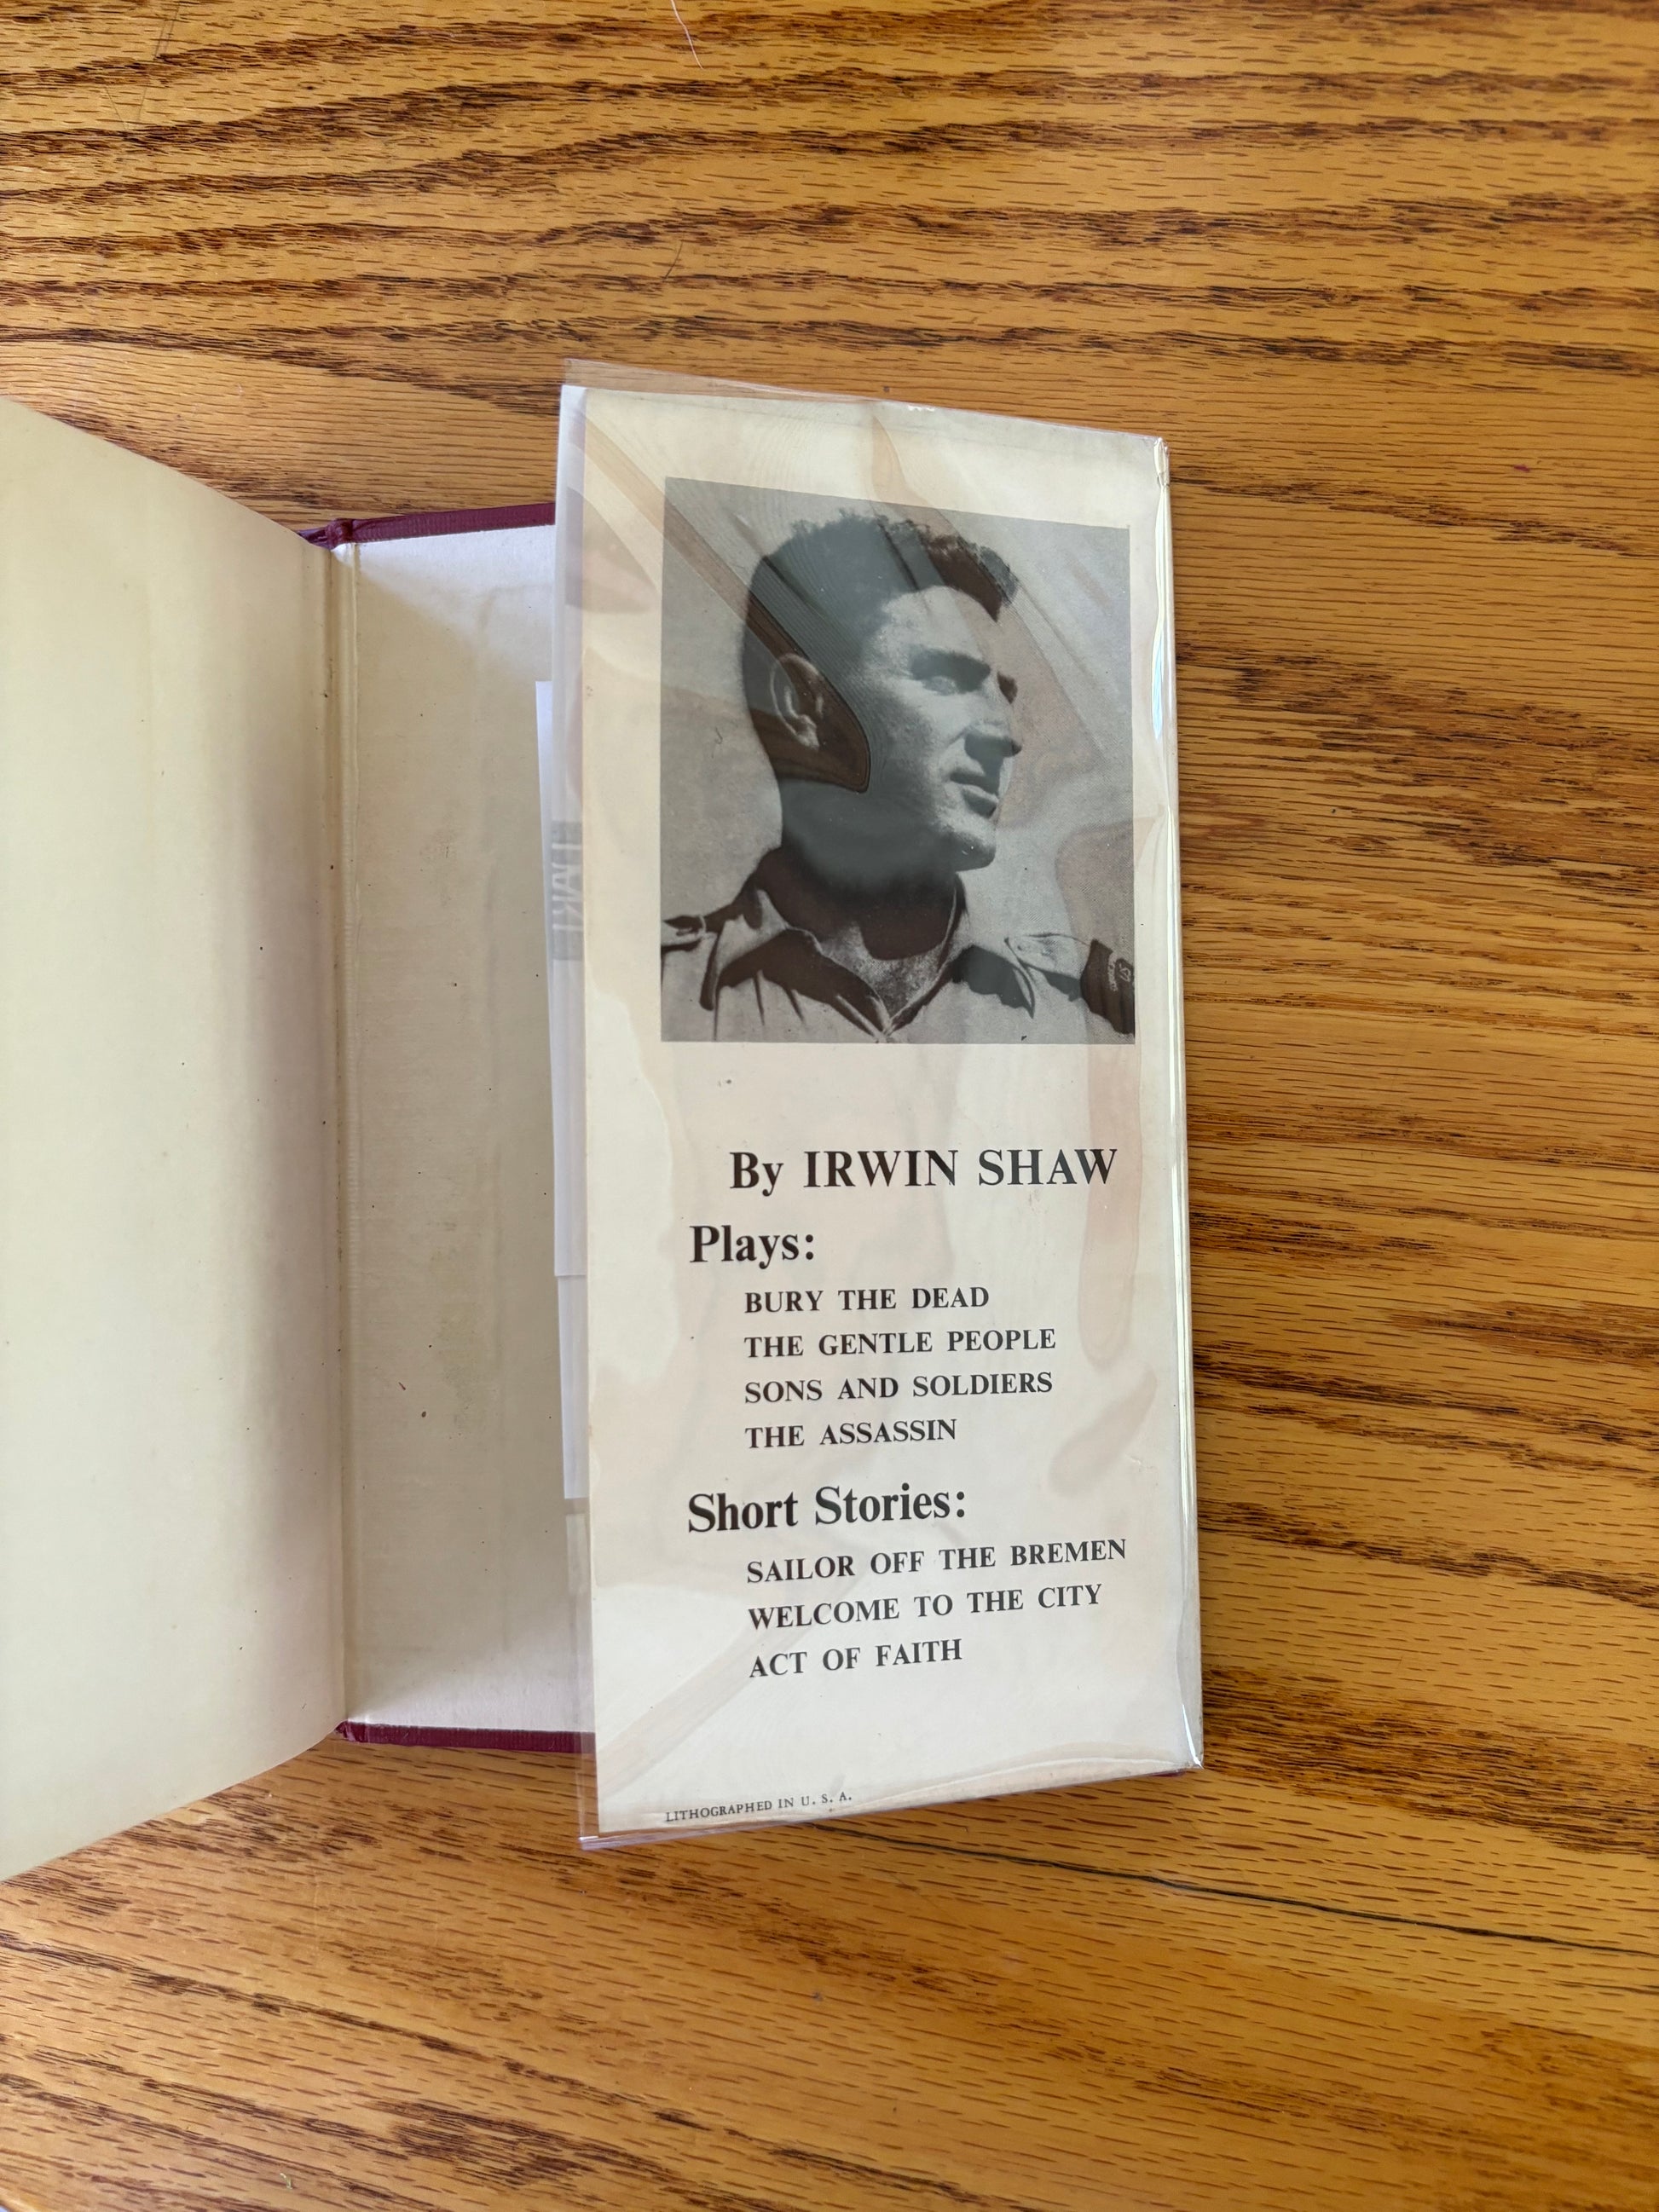 By IRWIN SHAW
Plays:
BURY THE DEAD
THE GENTLE PEOPLE
SONS AND SOLDIERS
THE ASSASSIN
Short Stories:
SAILOR OFF THE BREMEN
WELCOME TO THE CITY
ACT OF FAITH
LITHOGRAPHED IN U. S. A.